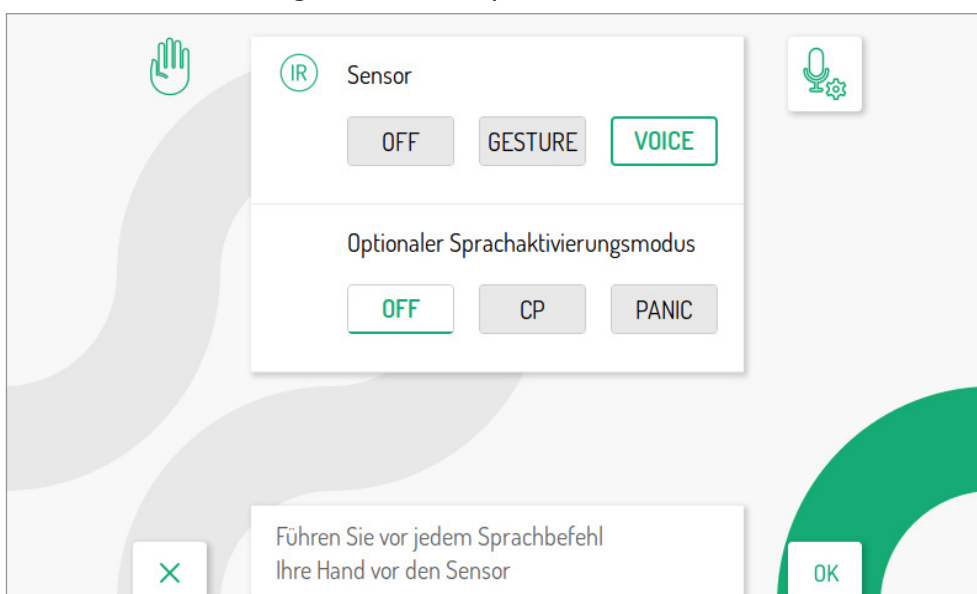 IR Sensor
OFF GESTURE VOICE
Optionaler Sprachaktivierungsmodus
OFF CP PANIC
Führen Sie vor jedem Sprachbefehl
Ihre Hand vor den Sensor
OK